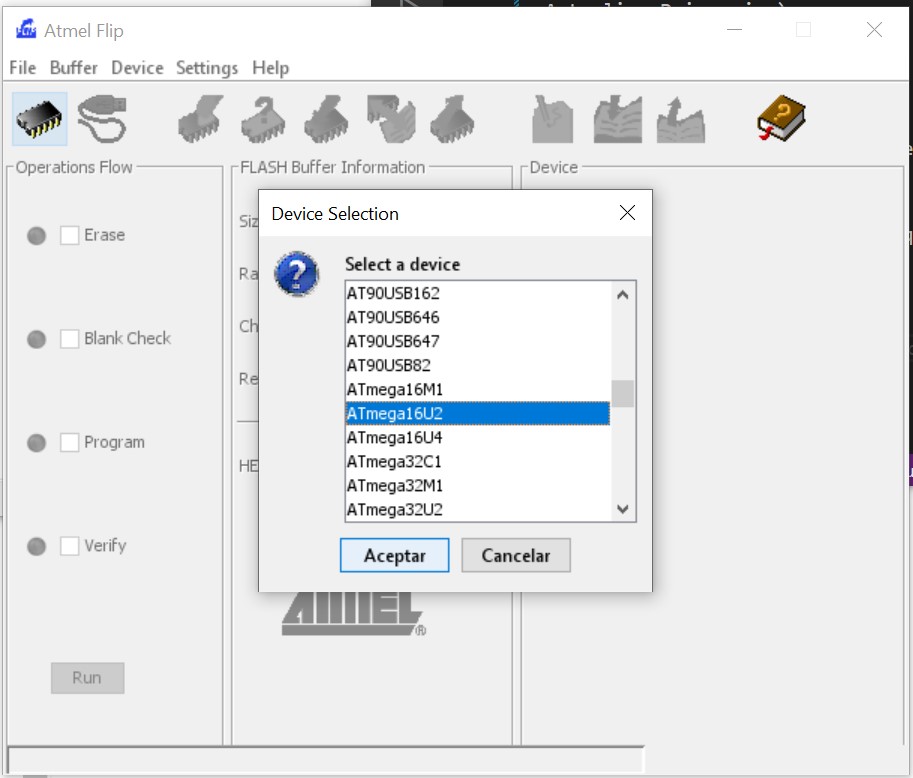 Atmel Flip
File Buffer Device Settings Help
Operations Flow
Erase
Blank Check
Program
Verify
Run
FLASH Buffer Information
Siz
Ra
Ch
Re
HE
ATMEL®
Device
Device Selection
Select a device
AT90USB162
AT90USB646
AT90USB647
AT90USB82
ATmega16M1
ATmega16U2
ATmega16U4
ATmega32C1
ATmega32M1
ATmega32U2
Aceptar
Cancelar